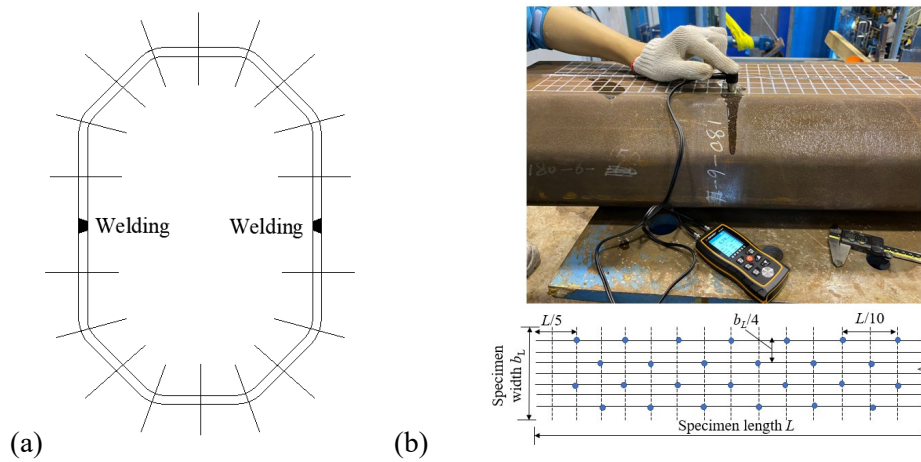 (a)
Welding
Welding
(b)
180-6-
L/5
b_L/4
L/10
Specimen
width b_L
Specimen length L